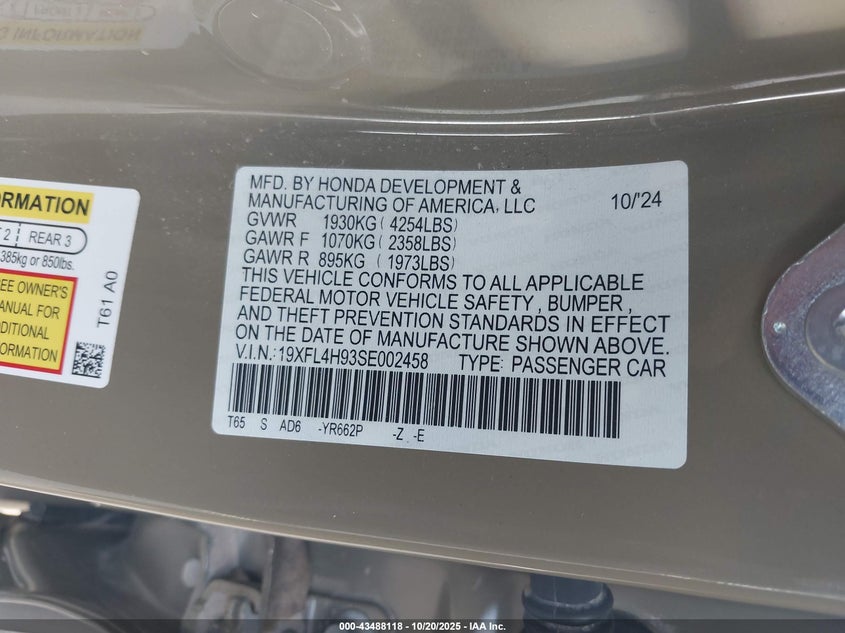 MFD. BY HONDA DEVELOPMENT &
MANUFACTURING OF AMERICA, LLC 10/'24
GVWR 1930KG ( 4254LBS)
GAWR F 1070KG ( 2358LBS)
GAWR R 895KG ( 1973LBS)
THIS VEHICLE CONFORMS TO ALL APPLICABLE
FEDERAL MOTOR VEHICLE SAFETY , BUMPER ,
AND THEFT PREVENTION STANDARDS IN EFFECT
ON THE DATE OF MANUFACTURE SHOWN ABOVE.
V.I.N.:19XFL4H93SE002458 TYPE: PASSENGER CAR
T65 S AD6 -YR662P -Z -E
ORMATION
2 REAR 3
385kg or 850lbs.
EE OWNER'S
ANUAL FOR
DITIONAL
FORMATION
T61 A0
000-43488118 - 10/20/2025 - IAA Inc.